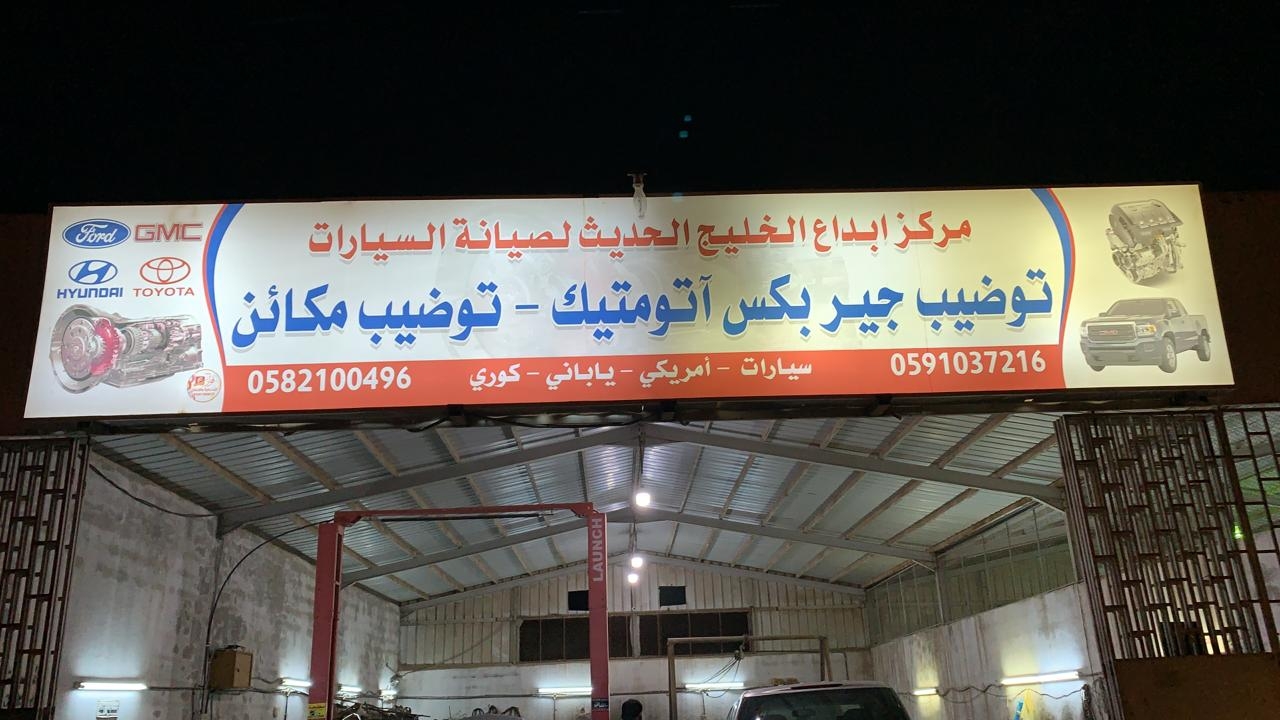 مركز ابداع الخليج الحديث لصيانة السيارات
توضيب جير بكس آتومتيك - توضيب مكائن
0591037216
سيارات - أمريكي - ياباني - كوري
0582100496
Ford
GMC
HYUNDAI
TOYOTA
GMC
LAUNCH